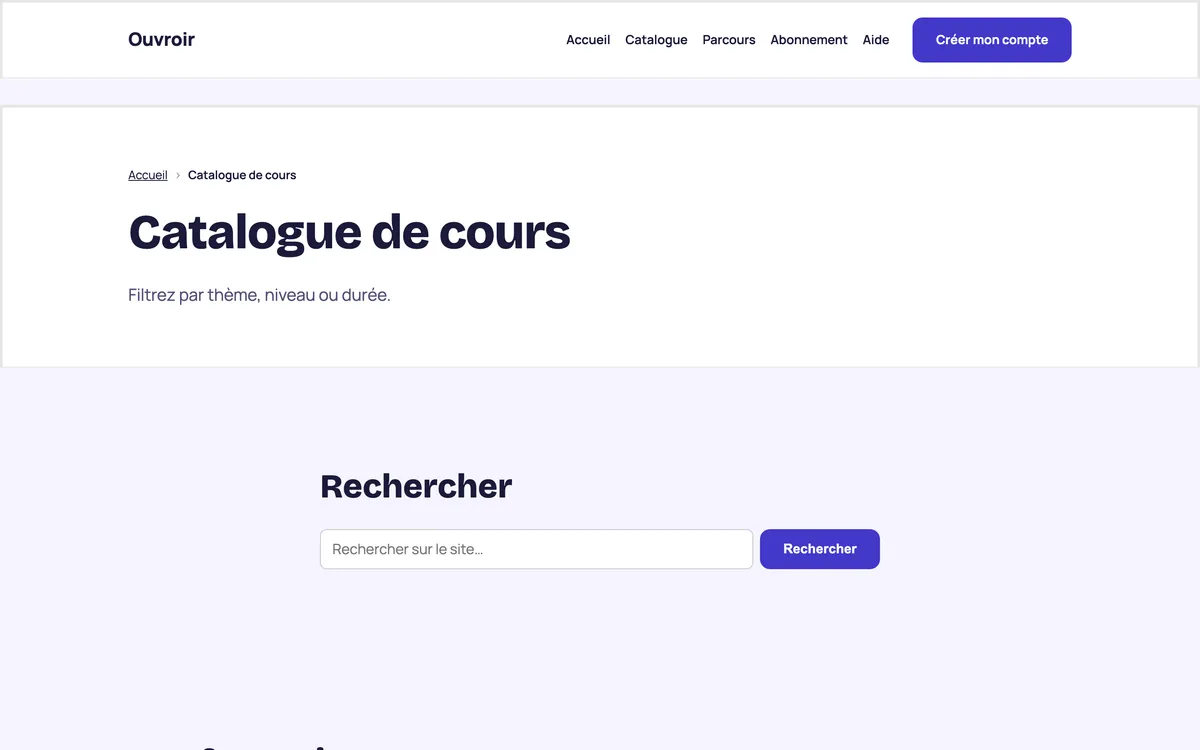 Ouvroir
Accueil Catalogue Parcours Abonnement Aide Créer mon compte
Accueil › Catalogue de cours
Catalogue de cours
Filtrez par thème, niveau ou durée.
Rechercher
Rechercher sur le site… Rechercher